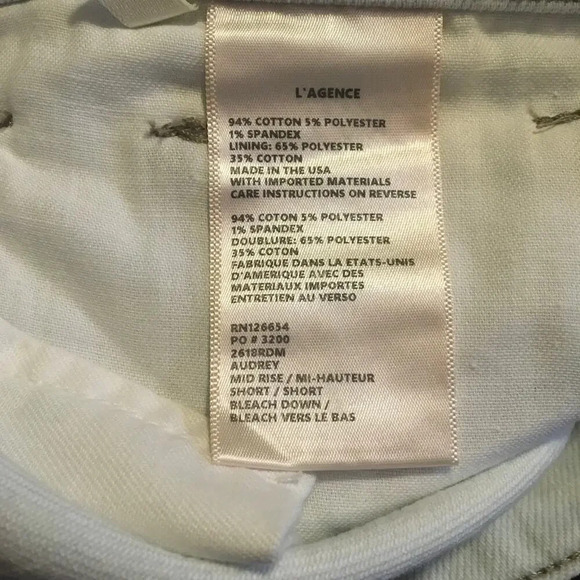 L'AGENCE
94% COTTON 5% POLYESTER
1% SPANDEX
LINING: 65% POLYESTER
35% COTTON
MADE IN THE USA
WITH IMPORTED MATERIALS
CARE INSTRUCTIONS ON REVERSE
94% COTON 5% POLYESTER
1% SPANDEX
DOUBLURE: 65% POLYESTER
35% COTON
FABRIQUE DANS LA ETATS-UNIS
D'AMERIQUE AVEC DES
MATERIAUX IMPORTES
ENTRETIEN AU VERSO
RN126654
PO # 3200
2618RDM
AUDREY
MID RISE / MI-HAUTEUR
SHORT / SHORT
BLEACH DOWN /
BLEACH VERS LE BAS